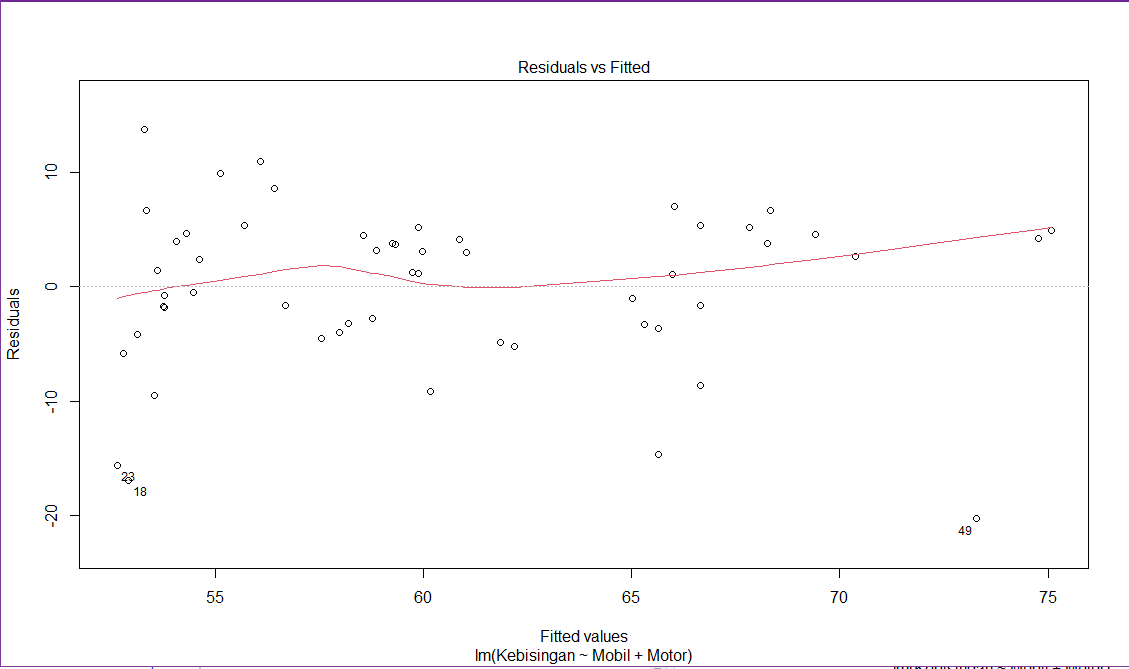 Residuals vs Fitted
10
0
-10
-20
Residuals
23
18
49
55 60 65 70 75
Fitted values
lm(Kebisingan ~ Mobil + Motor)